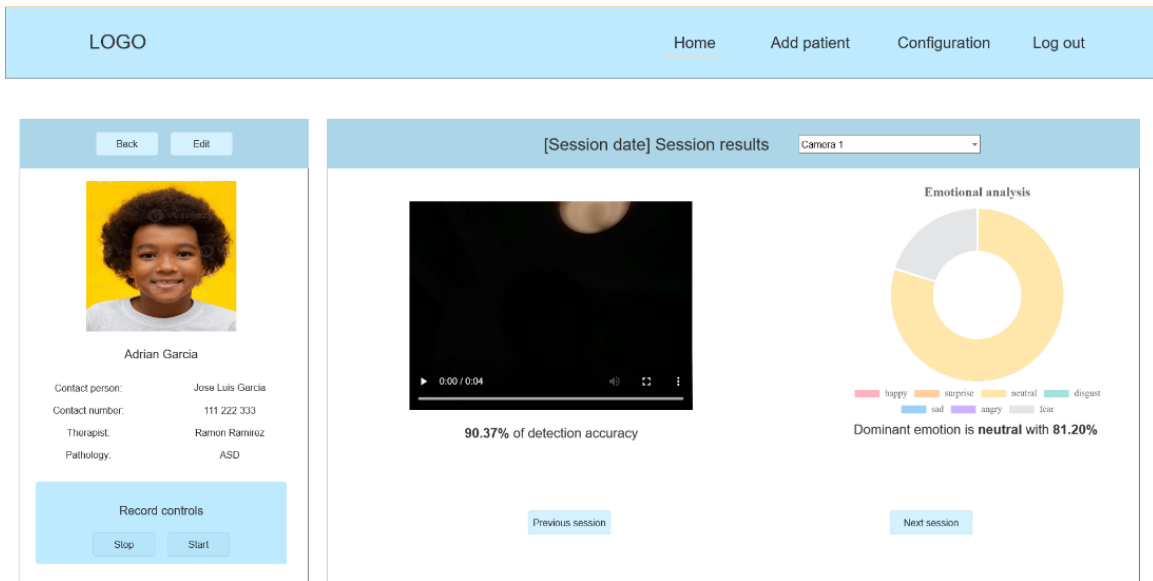 LOGO
Home
Add patient
Configuration
Log out
Back
Edit
Adrian Garcia
Contact person: Jose Luis Garcia
Contact number: 111 222 333
Therapist: Ramon Ramirez
Pathology: ASD
Record controls
Stop
Start
[Session date] Session results
Camera 1
0:00 / 0:04
90.37% of detection accuracy
Emotional analysis
happy surprise neutral disgust
sad angry fear
Dominant emotion is neutral with 81.20%
Previous session
Next session